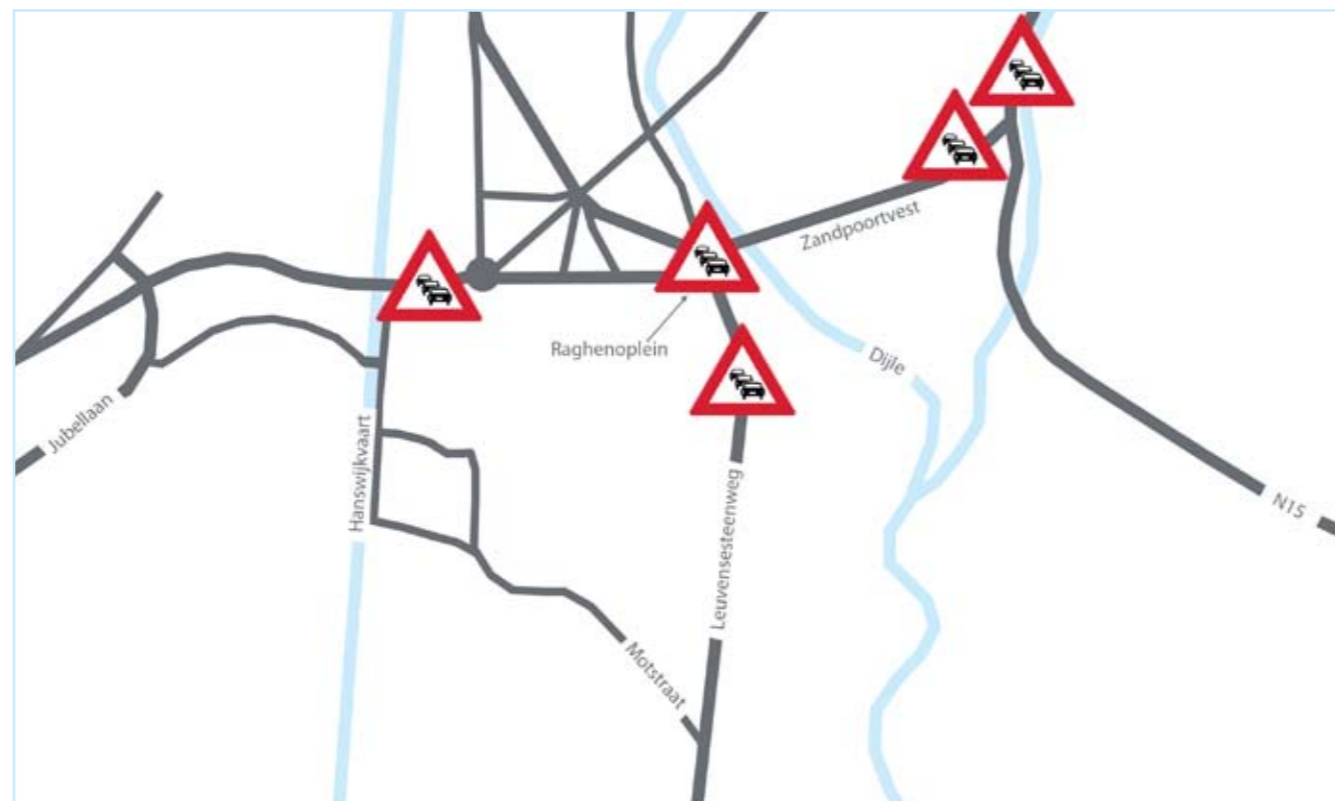 Zandpoortvest
Raghenoplein
Dijle
Jubellaan
Hanswijkvaart
Leuvensesteenweg
N15
Motstraat